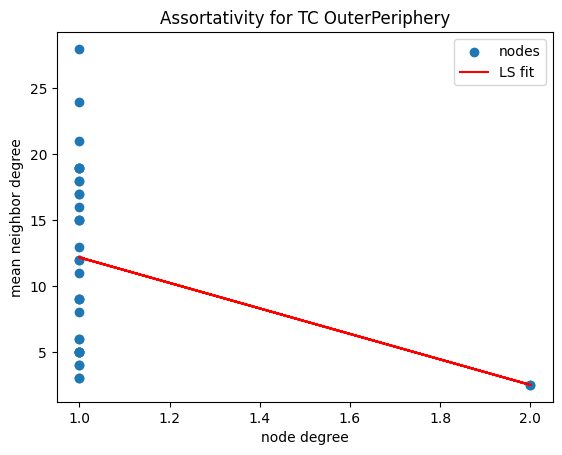 Assortativity for TC OuterPeriphery
nodes
LS fit
mean neighbor degree
25
20
15
10
5
1.0 1.2 1.4 1.6 1.8 2.0
node degree